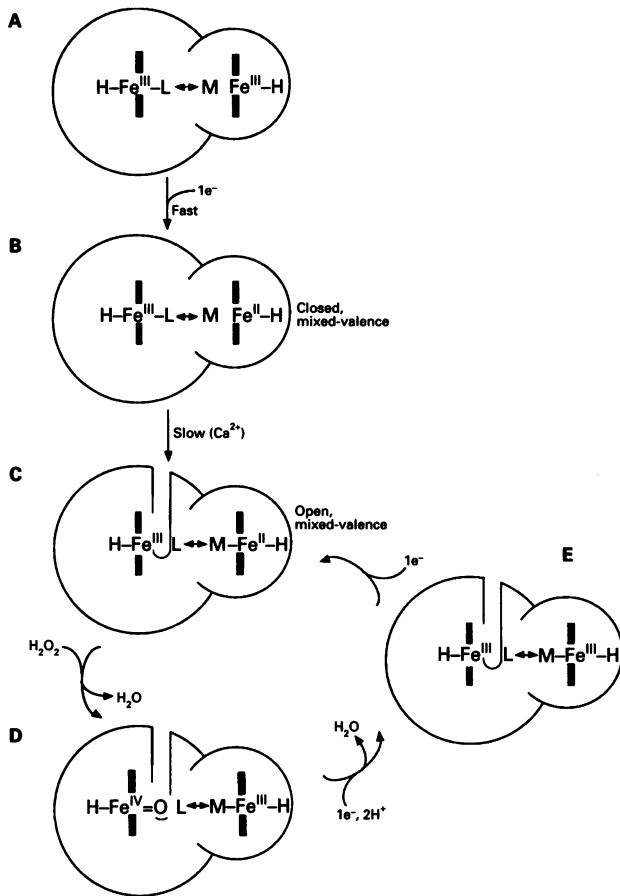 A
H–Fe^III–L ↔ M Fe^III–H
1e⁻
Fast
B
H–Fe^III–L ↔ M Fe^II–H
Closed,
mixed-valence
Slow (Ca²⁺)
C
Open,
mixed-valence
H–Fe^III L ↔ M–Fe^II–H
1e⁻
E
H–Fe^III L ↔ M–Fe^III–H
H₂O₂
H₂O
D
H₂O
H–Fe^IV=O L ↔ M–Fe^III–H
1e⁻, 2H⁺